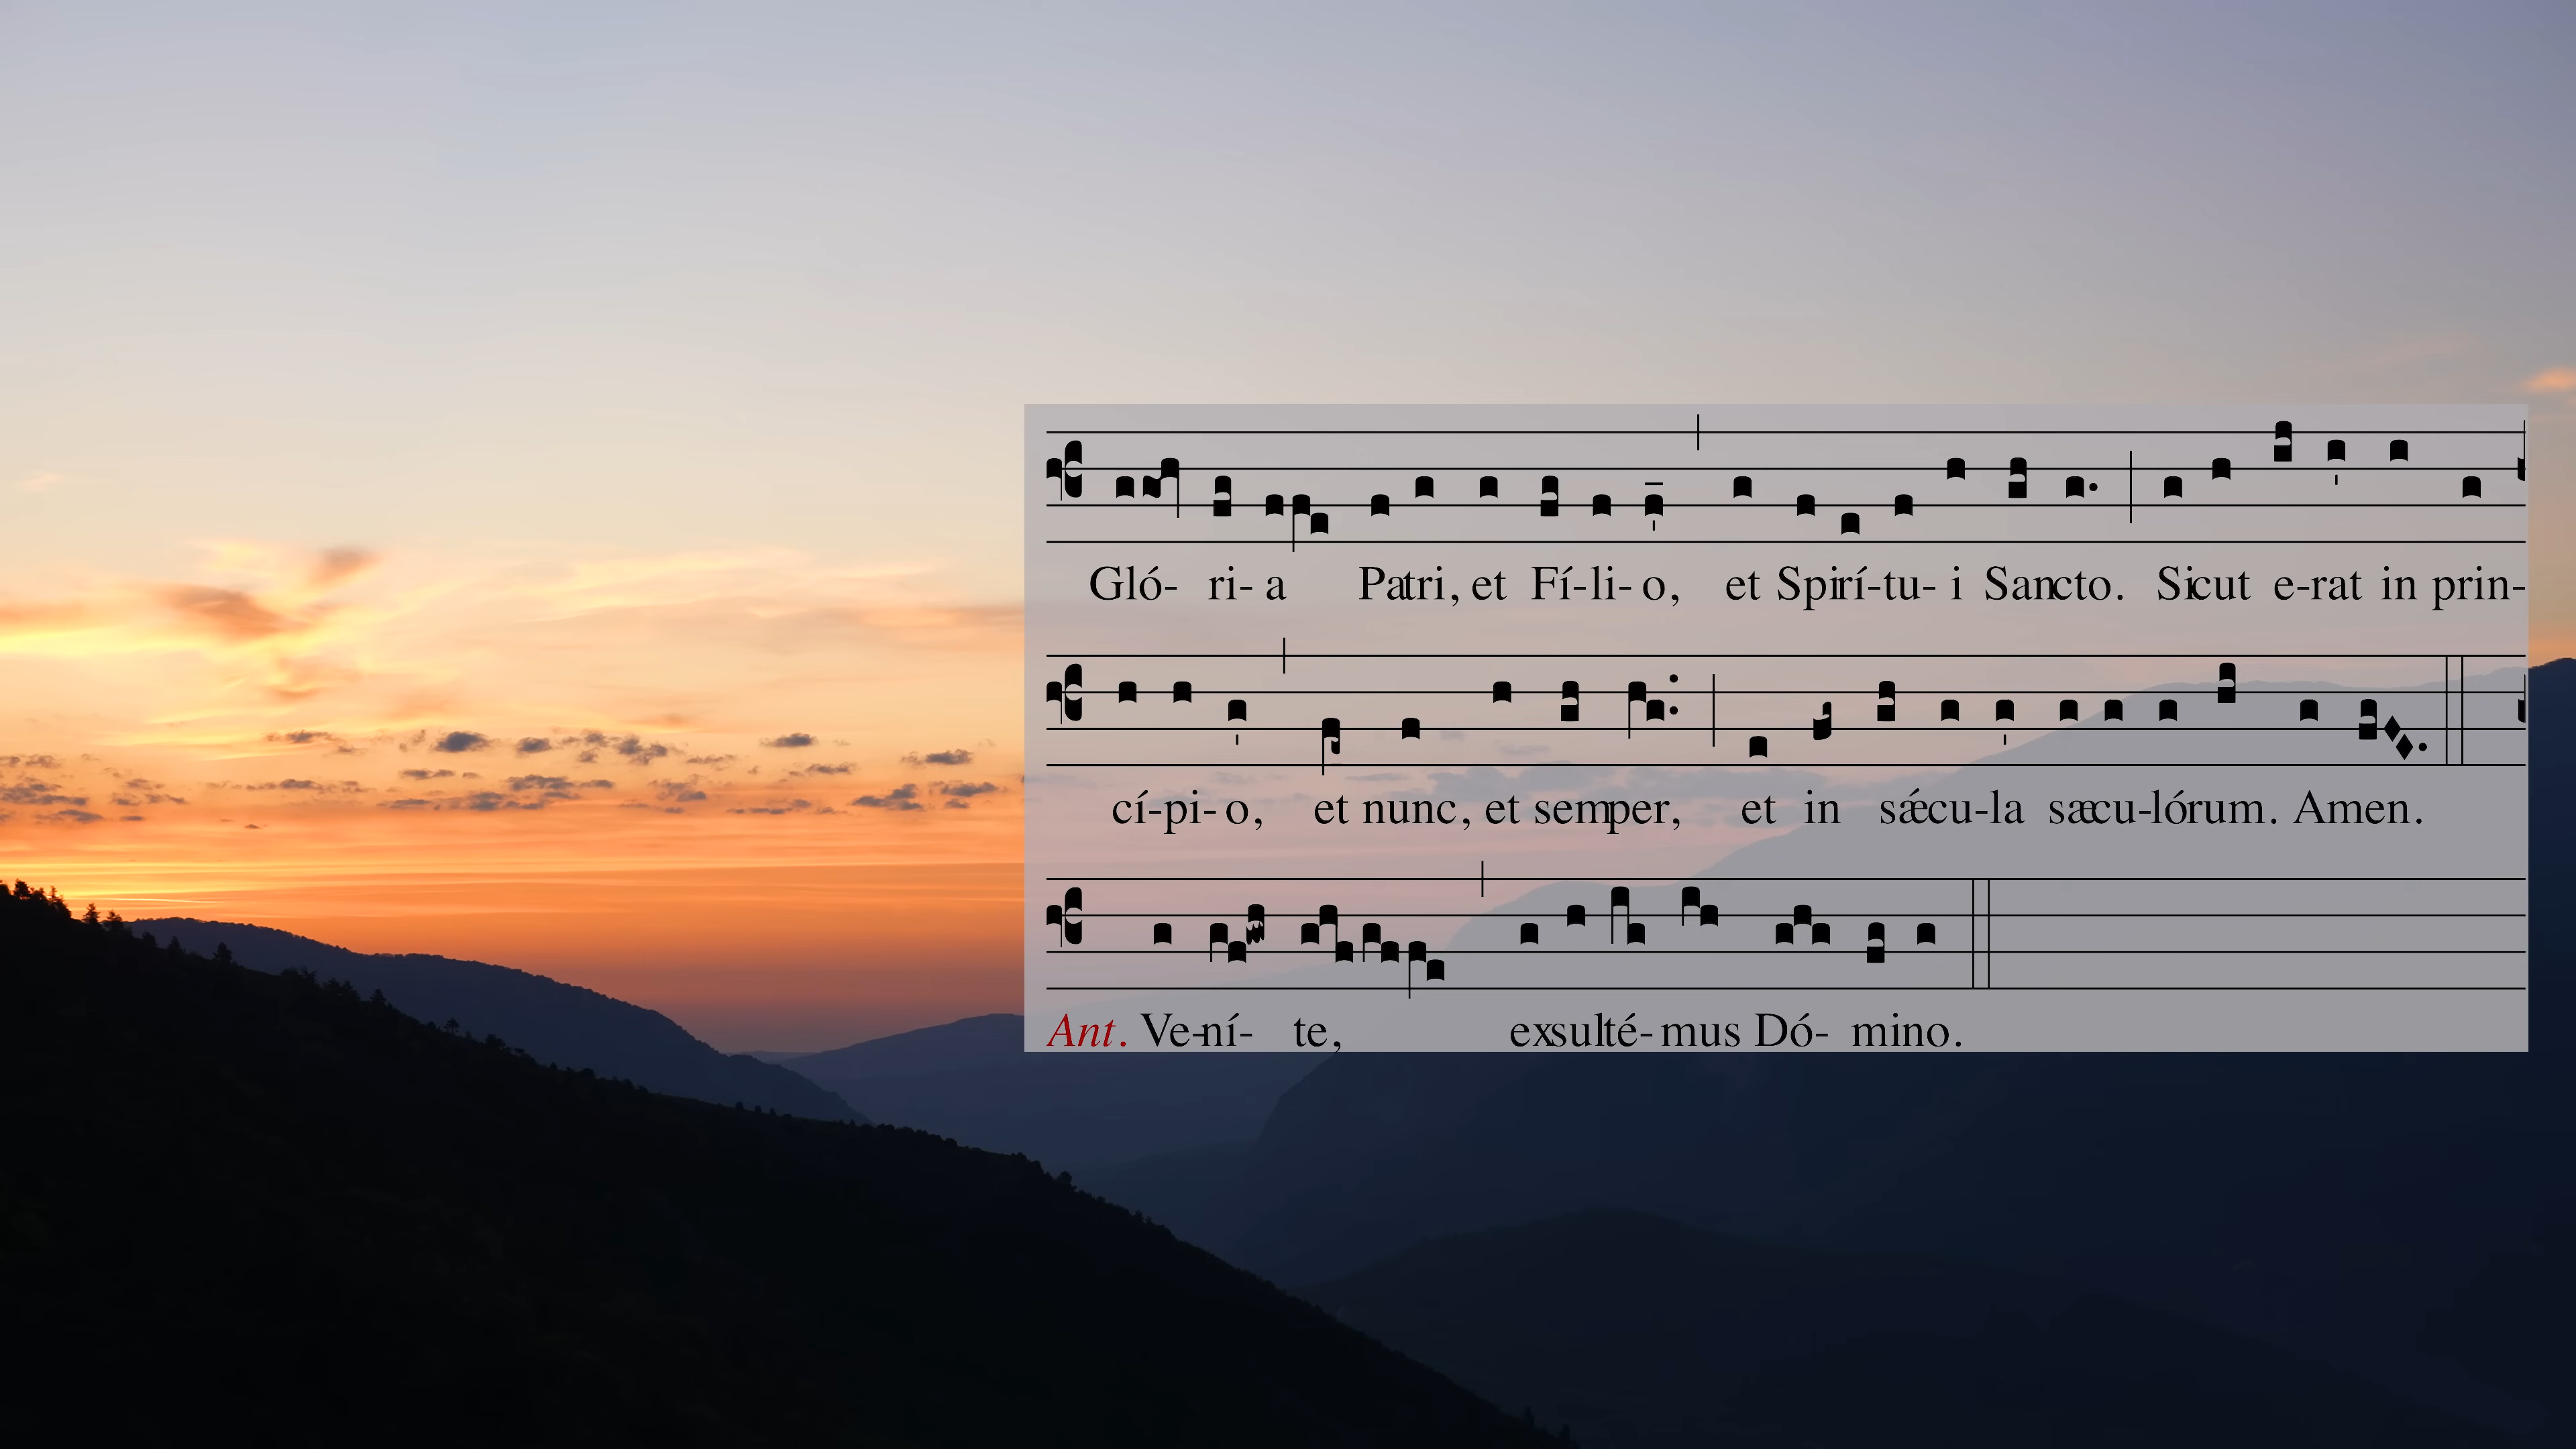 Gló- ri- a Patri, et Fí-li- o, et Spirí-tu- i Sancto. Sicut e-rat in prin-
cí-pi- o, et nunc, et semper, et in sǽcu-la sæcu-lórum. Amen.
Ant. Ve-ní- te, exsulté- mus Dó- mino.